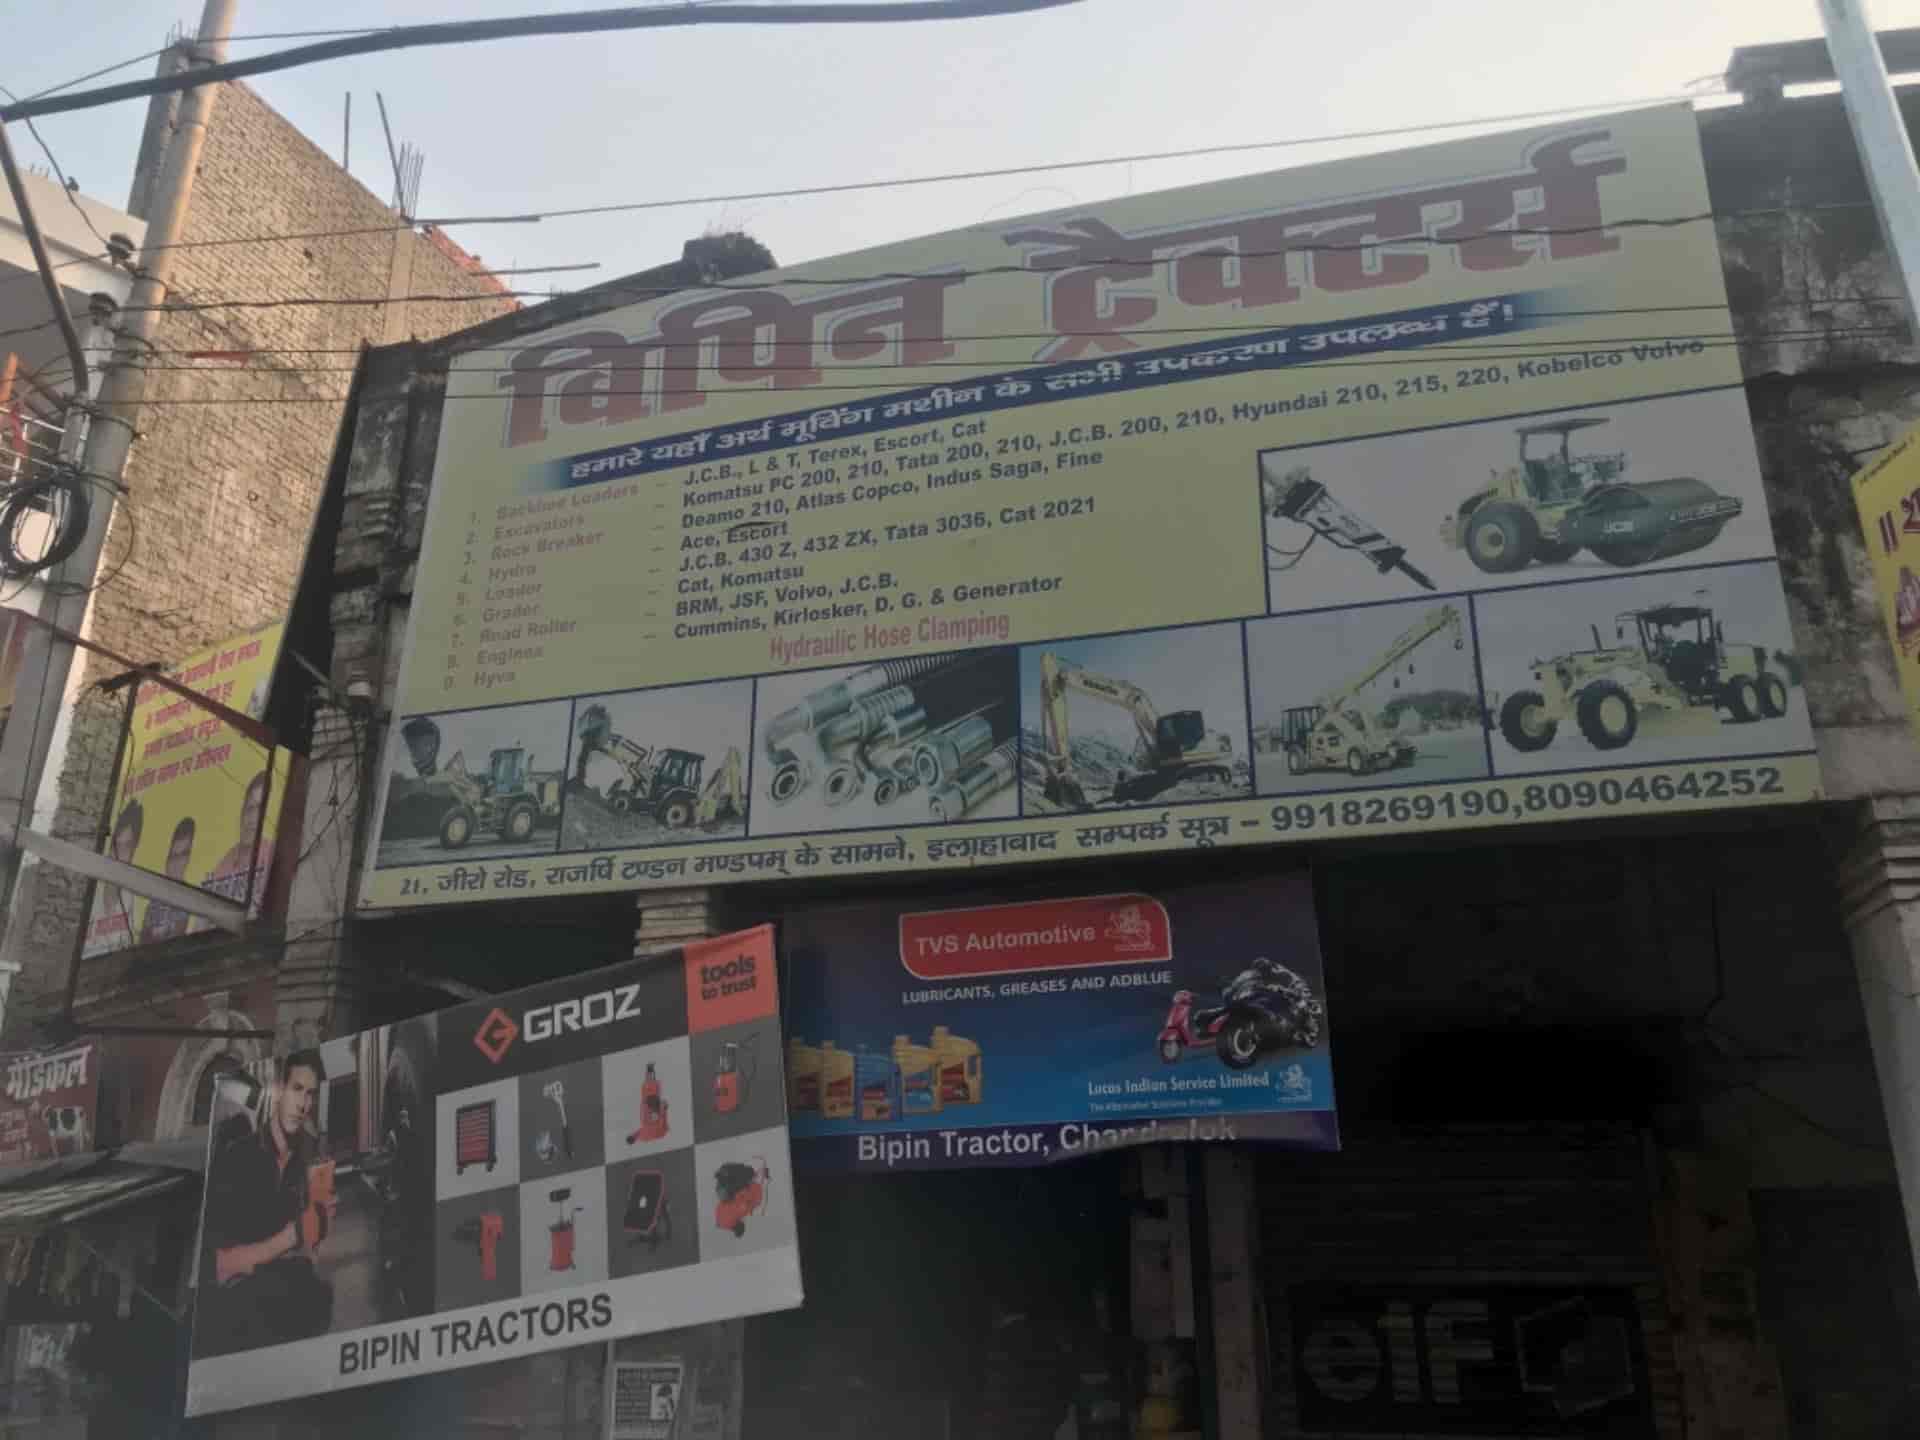 विपिन ट्रैक्टर्स
हमारे यहाँ अर्थ मूविंग मशीन के सभी उपकरण उपलब्ध हैं।
1. Backhoe Loaders – J.C.B., L & T, Terex, Escort, Cat
2. Excavators – Komatsu PC 200, 210, Tata 200, 210, J.C.B. 200, 210, Hyundai 210, 215, 220, Kobelco Volvo
3. Rock Breaker – Deamo 210, Atlas Copco, Indus Saga, Fine
4. Hydra – Ace, Escort
5. Loader – J.C.B. 430 Z, 432 ZX, Tata 3036, Cat 2021
6. Grader – Cat, Komatsu
7. Road Roller – BRM, JSF, Volvo, J.C.B.
8. Engines – Cummins, Kirlosker, D. G. & Generator
9. Hyva
Hydraulic Hose Clamping
21, जीरो रोड, राजर्षि टण्डन मण्डपम् के सामने, इलाहाबाद सम्पर्क सूत्र – 9918269190,8090464252
TVS Automotive
LUBRICANTS, GREASES AND ADBLUE
Lucas Indian Service Limited
Bipin Tractor, Chandralok
GROZ
tools
to trust
BIPIN TRACTORS
मेडिकल
elf